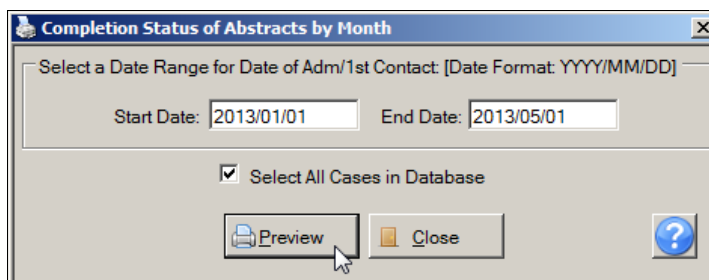 Completion Status of Abstracts by Month
Select a Date Range for Date of Adm/1st Contact: [Date Format: YYYY/MM/DD]
Start Date: 2013/01/01 End Date: 2013/05/01
Select All Cases in Database
Preview Close ?